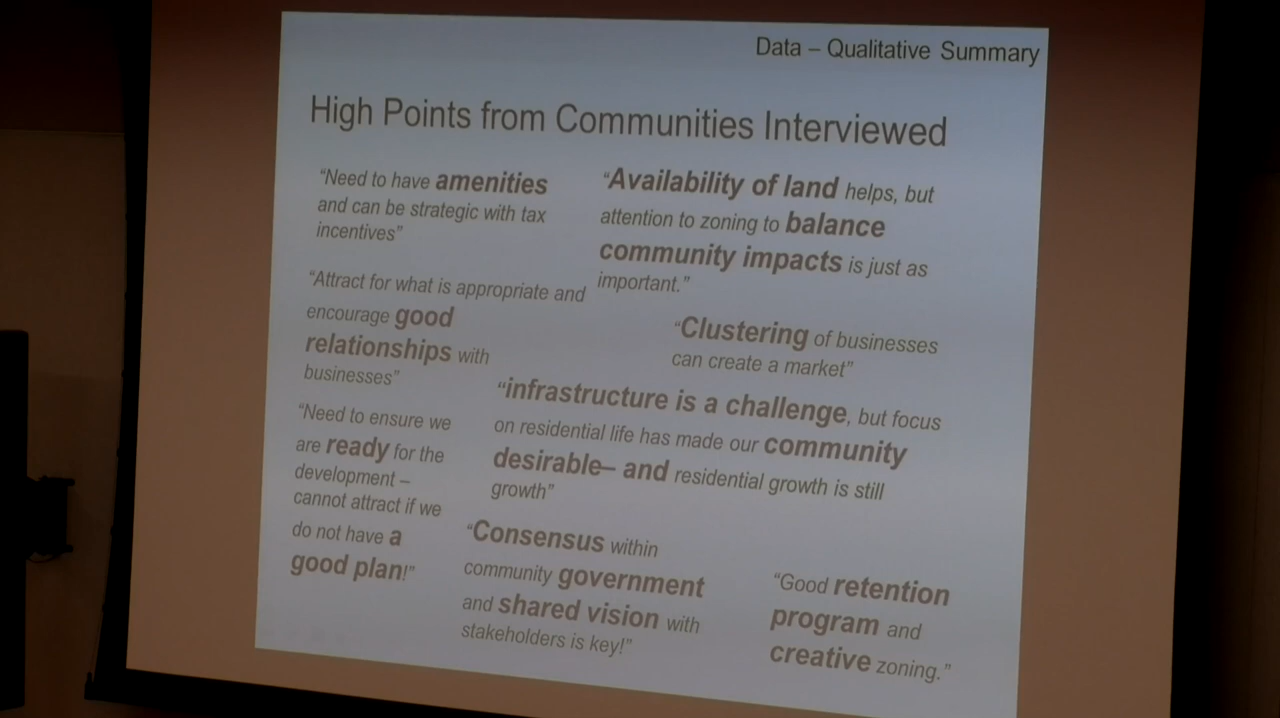 Data – Qualitative Summary
High Points from Communities Interviewed
“Need to have amenities
and can be strategic with tax
incentives”
“Availability of land helps, but
attention to zoning to balance
community impacts is just as
important.”
“Attract for what is appropriate and
encourage good
relationships with
businesses”
“Clustering of businesses
can create a market”
“infrastructure is a challenge, but focus
on residential life has made our community
desirable– and residential growth is still
growth”
“Need to ensure we
are ready for the
development –
cannot attract if we
do not have a
good plan!”
“Consensus within
community government
and shared vision with
stakeholders is key!”
“Good retention
program and
creative zoning.”